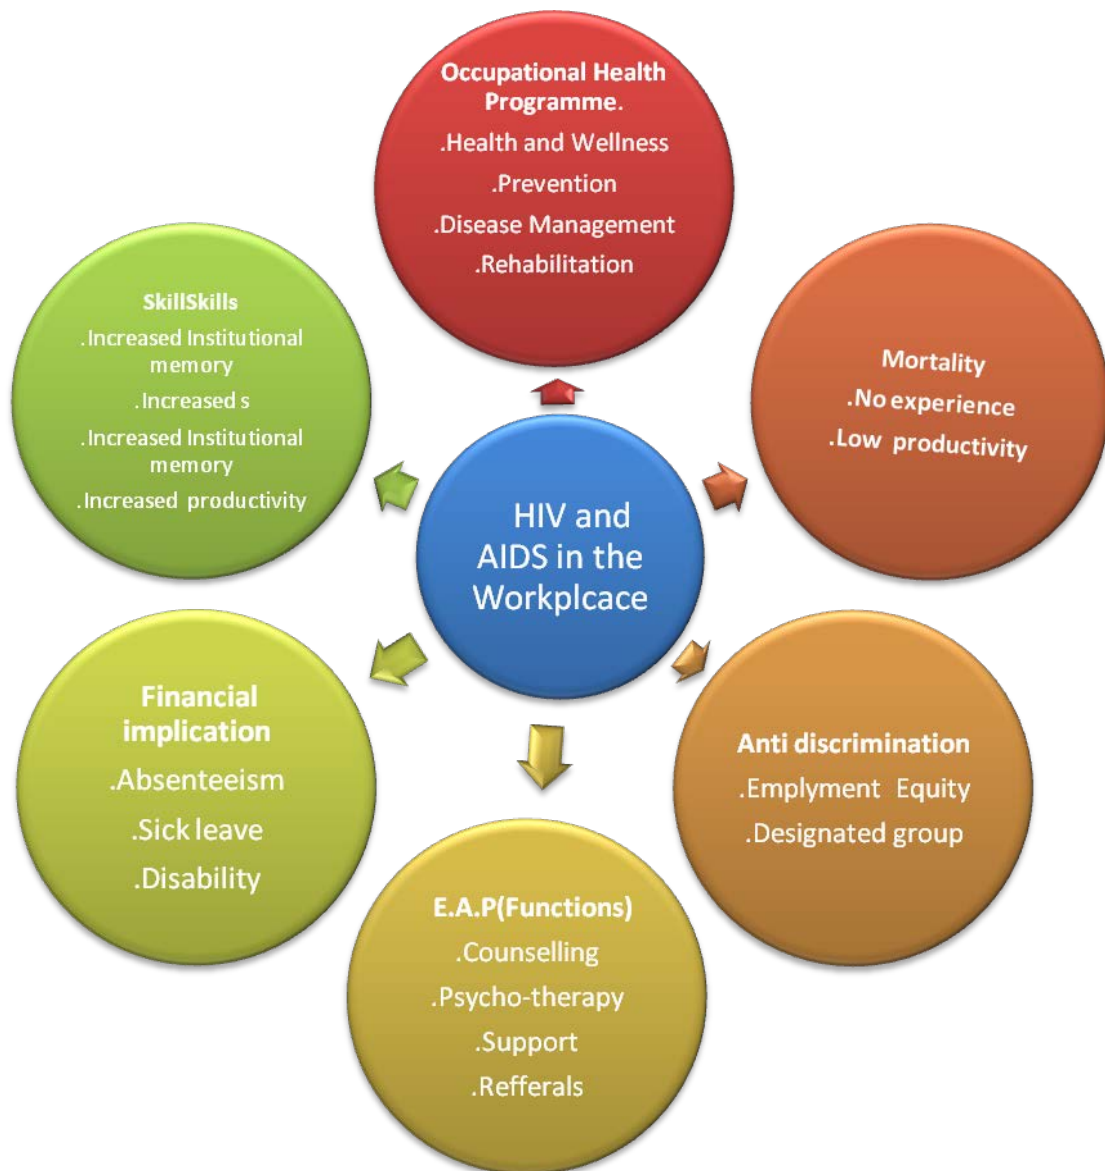 Occupational Health
Programme.
.Health and Wellness
.Prevention
.Disease Management
.Rehabilitation
Mortality
.No experience
.Low productivity
Anti discrimination
.Emplyment Equity
.Designated group
E.A.P(Functions)
.Counselling
.Psycho-therapy
.Support
.Refferals
Financial
implication
.Absenteeism
.Sick leave
.Disability
SkillSkills
.Increased Institutional
memory
.Increased s
.Increased Institutional
memory
.Increased productivity
HIV and
AIDS in the
Workplcace